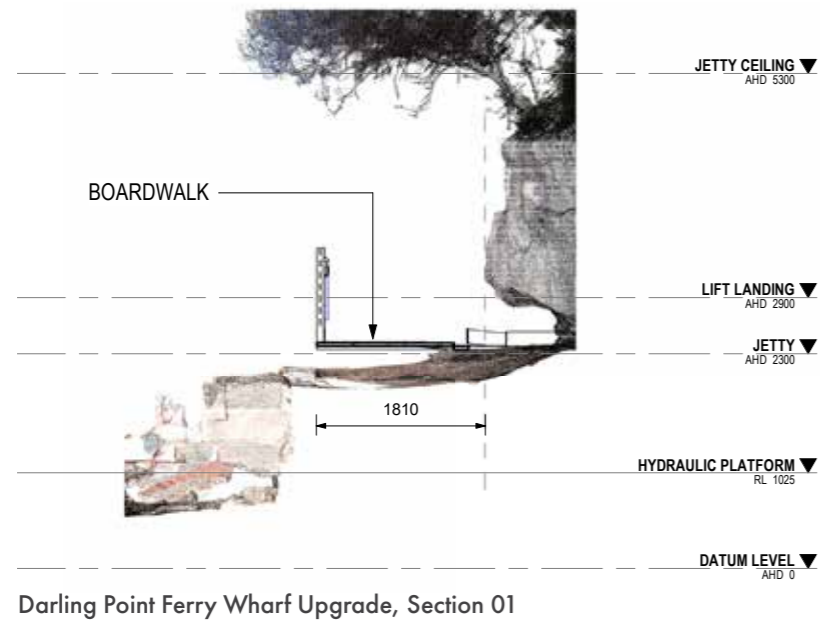 JETTY CEILING
AHD 5300
BOARDWALK
LIFT LANDING
AHD 2900
JETTY
AHD 2300
1810
HYDRAULIC PLATFORM
RL 1025
DATUM LEVEL
AHD 0
Darling Point Ferry Wharf Upgrade, Section 01